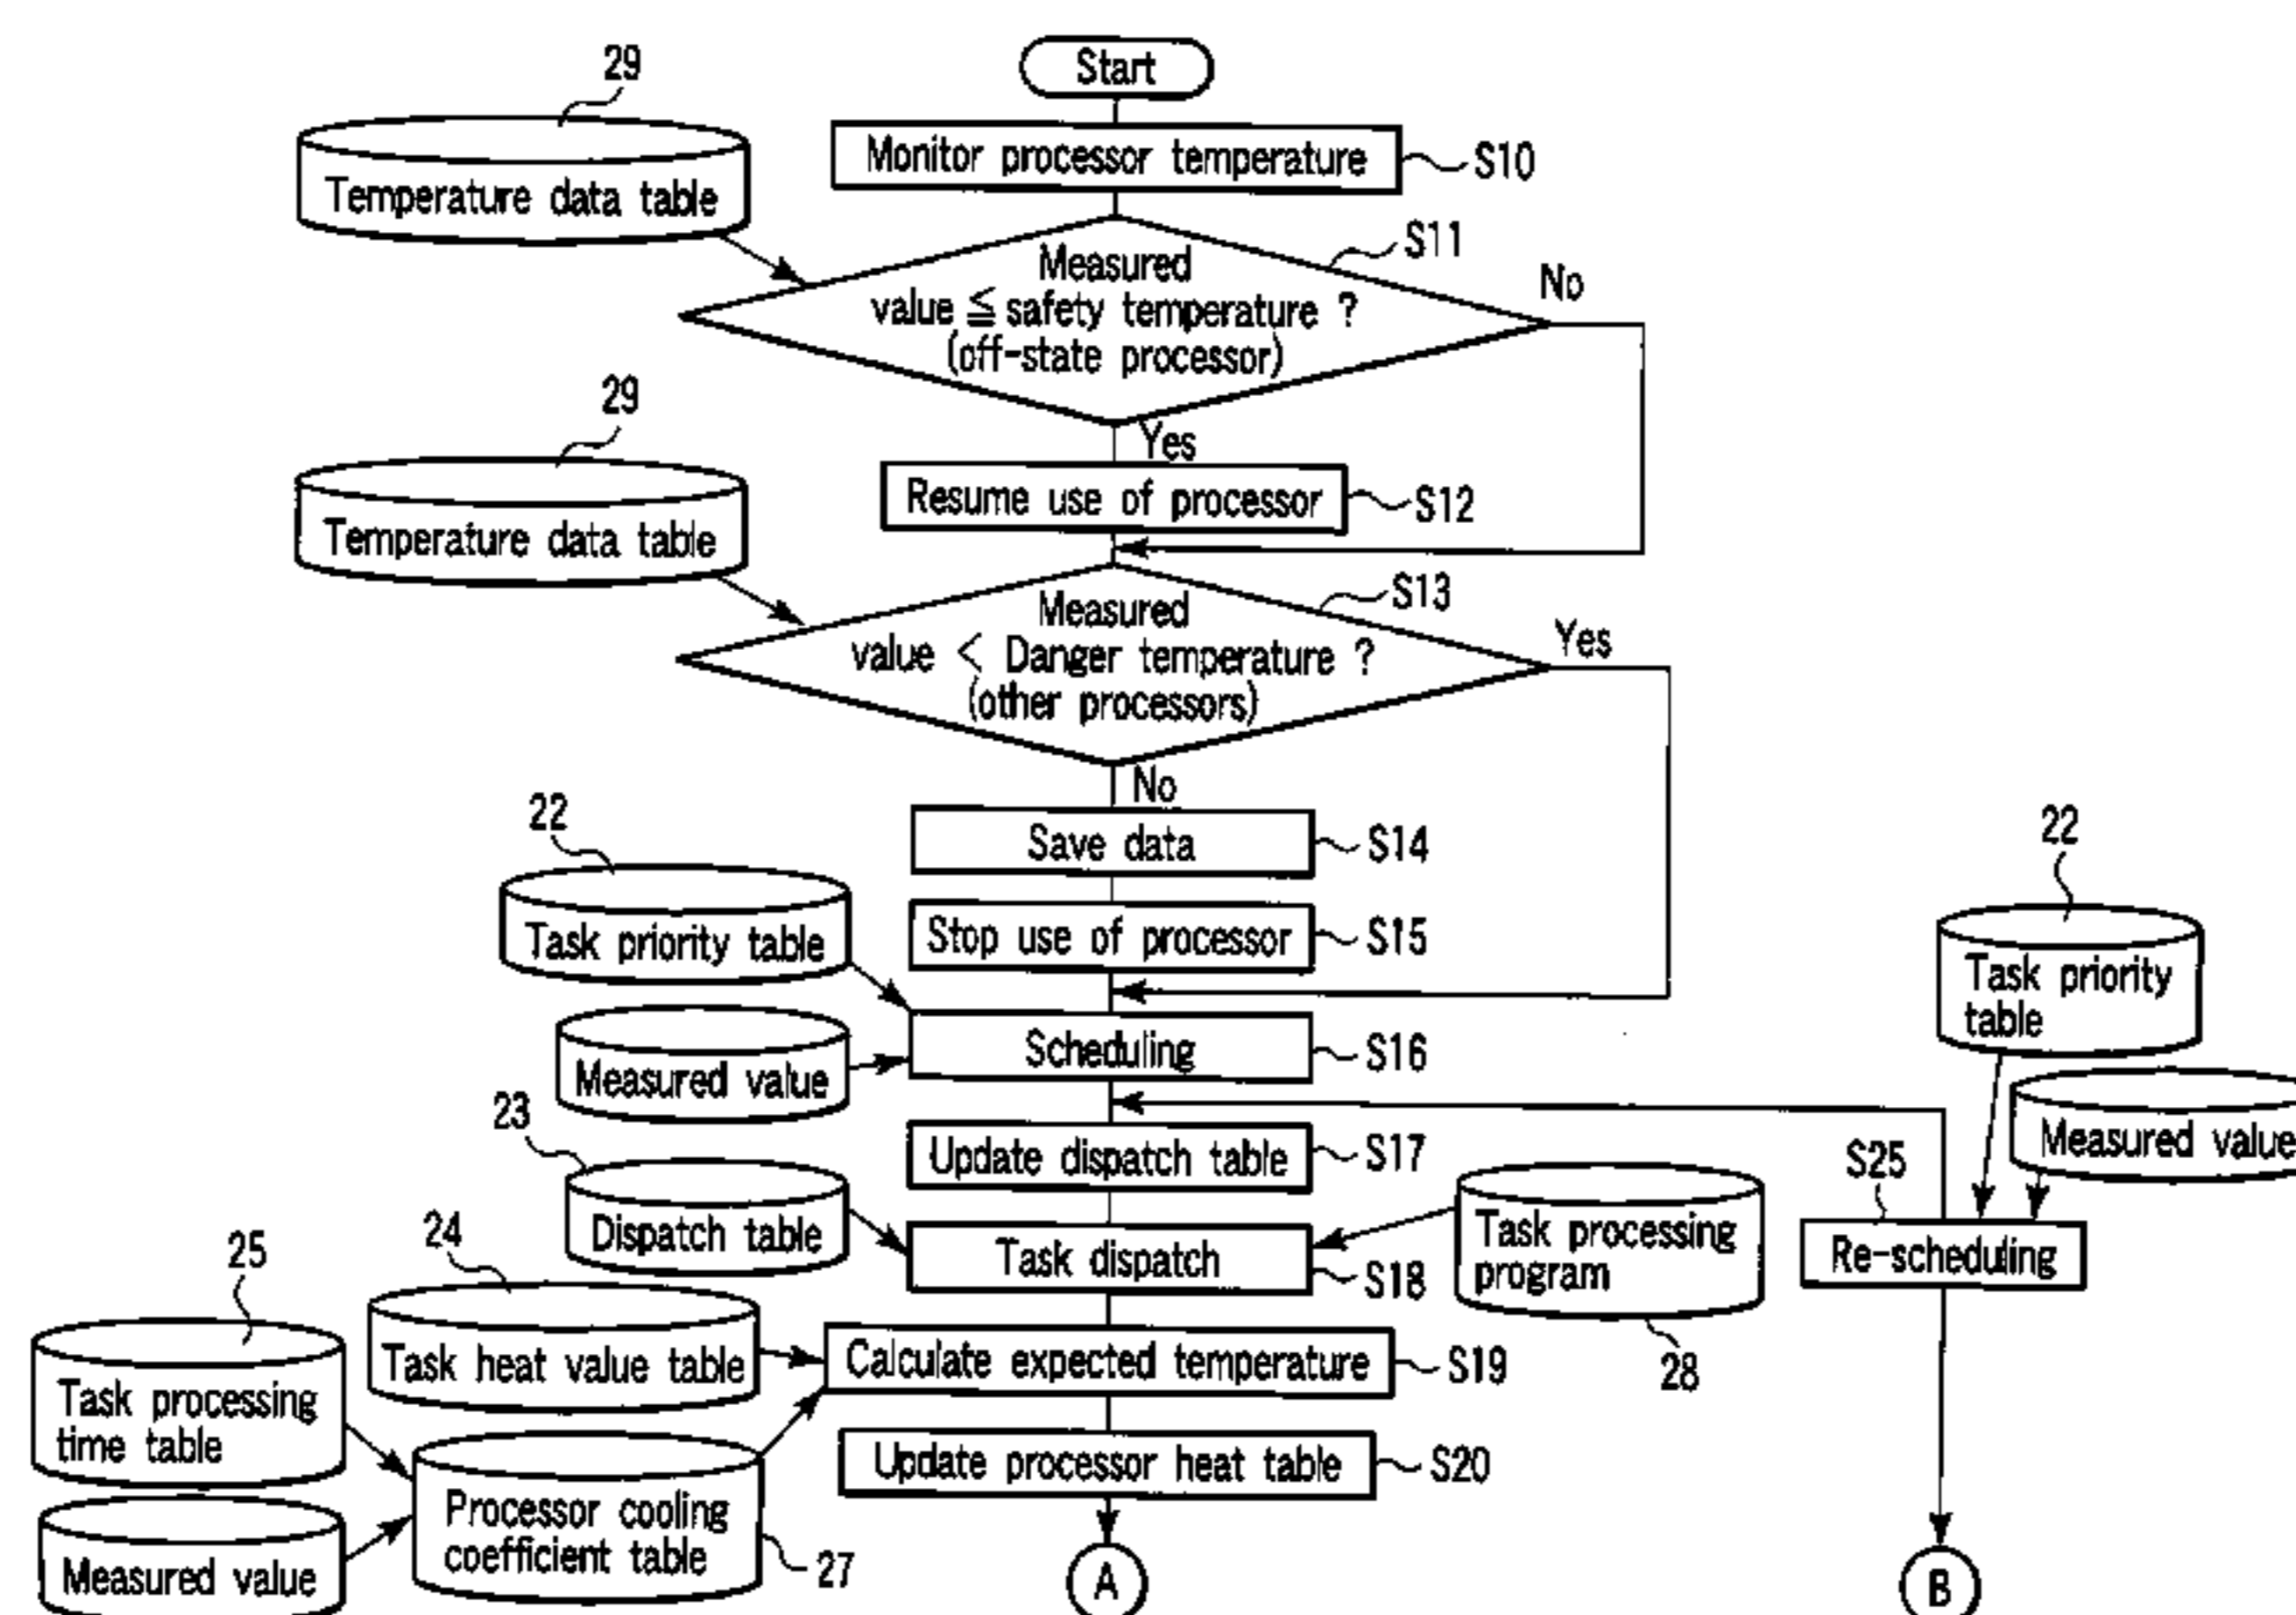 Start
29
Monitor processor temperature
S10
Temperature data table
S11
Measured
value ≦ safety temperature ?
(off-state processor)
No
29
Yes
Resume use of processor
S12
Temperature data table
S13
Measured
value < Danger temperature ?
(other processors)
Yes
No
22
Save data
S14
22
Task priority table
Stop use of processor
S15
Task priority
table
Measured value
Scheduling
S16
23
Update dispatch table
S17
Measured value
S25
Dispatch table
Task dispatch
S18
Task processing
program
28
Re-scheduling
25
24
Task heat value table
Calculate expected temperature
S19
Task processing
time table
Update processor heat table
S20
Measured value
Processor cooling
coefficient table
27
A
B